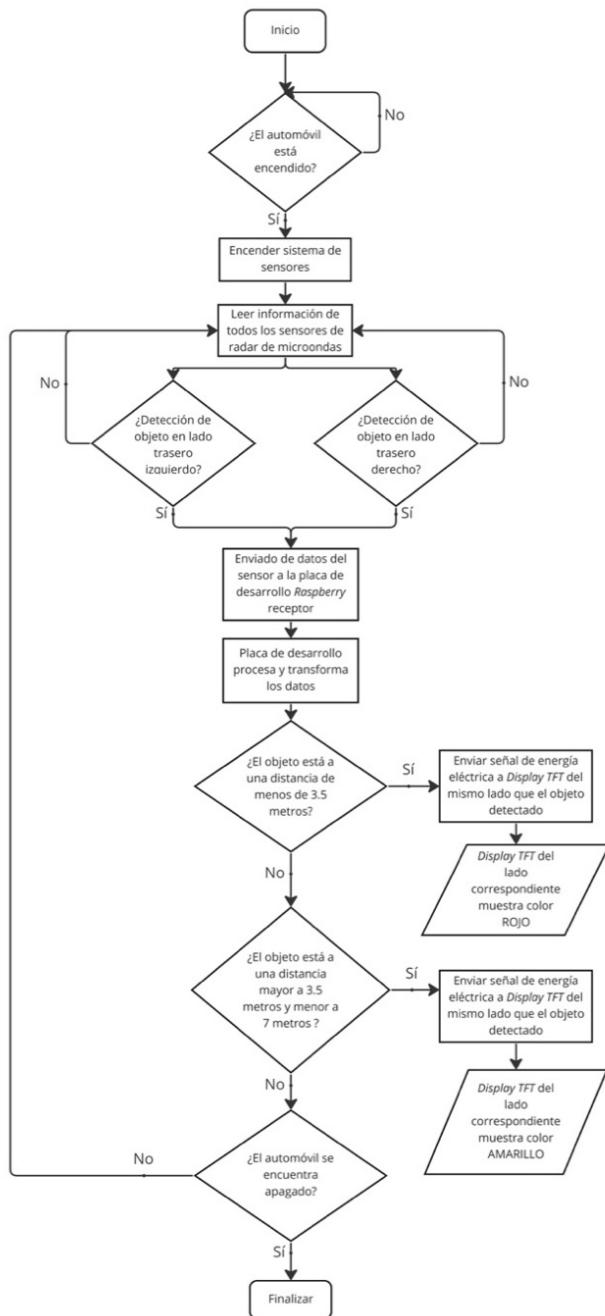 Inicio
¿El automóvil
está
encendido?
No
Sí
Encender sistema de
sensores
Leer información de
todos los sensores de
radar de microondas
No
No
¿Detección de
objeto en lado
trasero
izquierdo?
¿Detección de
objeto en lado
trasero
derecho?
Sí
Sí
Enviado de datos del
sensor a la placa de
desarrollo Raspberry
receptor
Placa de desarrollo
procesa y transforma
los datos
¿El objeto está a
una distancia de
menos de 3.5
metros?
Sí
Enviar señal de energía
eléctrica a Display TFT del
mismo lado que el objeto
detectado
Display TFT del
lado
correspondiente
muestra color
ROJO
No
¿El objeto está a
una distancia
mayor a 3.5
metros y menor a
7 metros ?
Sí
Enviar señal de energía
eléctrica a Display TFT del
mismo lado que el objeto
detectado
Display TFT del
lado
correspondiente
muestra color
AMARILLO
No
¿El automóvil se
encuentra
apagado?
No
Sí
Finalizar